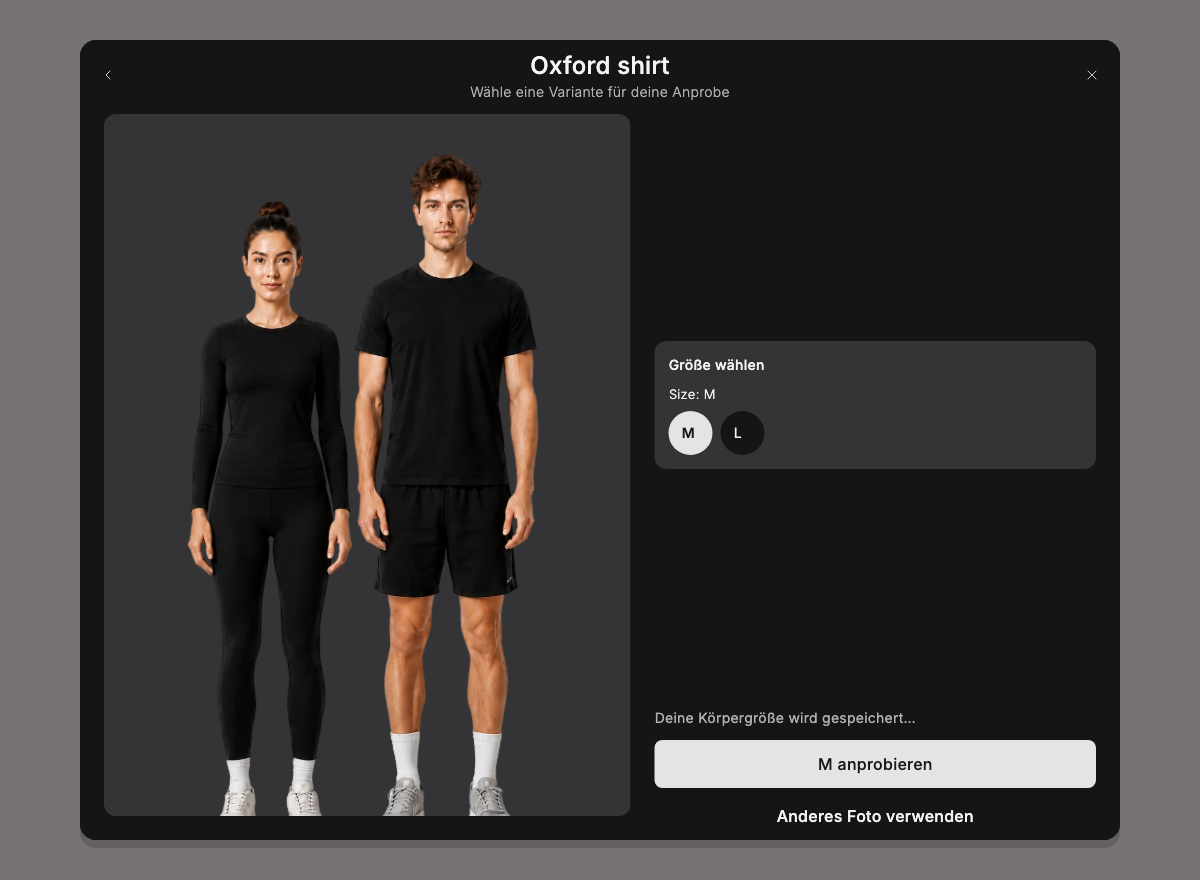 Oxford shirt
Wähle eine Variante für deine Anprobe
Größe wählen
Size: M
M L
Deine Körpergröße wird gespeichert...
M anprobieren
Anderes Foto verwenden